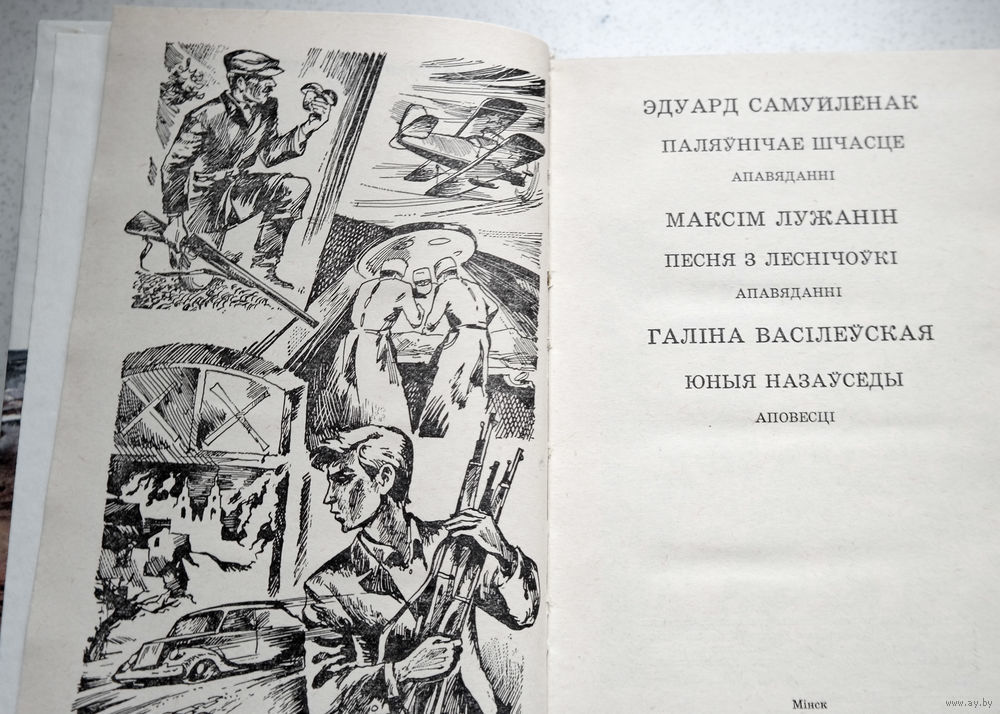 ЭДУАРД САМУЙЛЁНАК
ПАЛЯЎНІЧАЕ ШЧАСЦЕ
АПАВЯДАННІ
МАКСІМ ЛУЖАНІН
ПЕСНЯ З ЛЕСНІЧОЎКІ
АПАВЯДАННІ
ГАЛІНА ВАСІЛЕЎСКАЯ
ЮНЫЯ НАЗАЎСЁДЫ
АПОВЕСЦІ
Мінск
www.ay.by